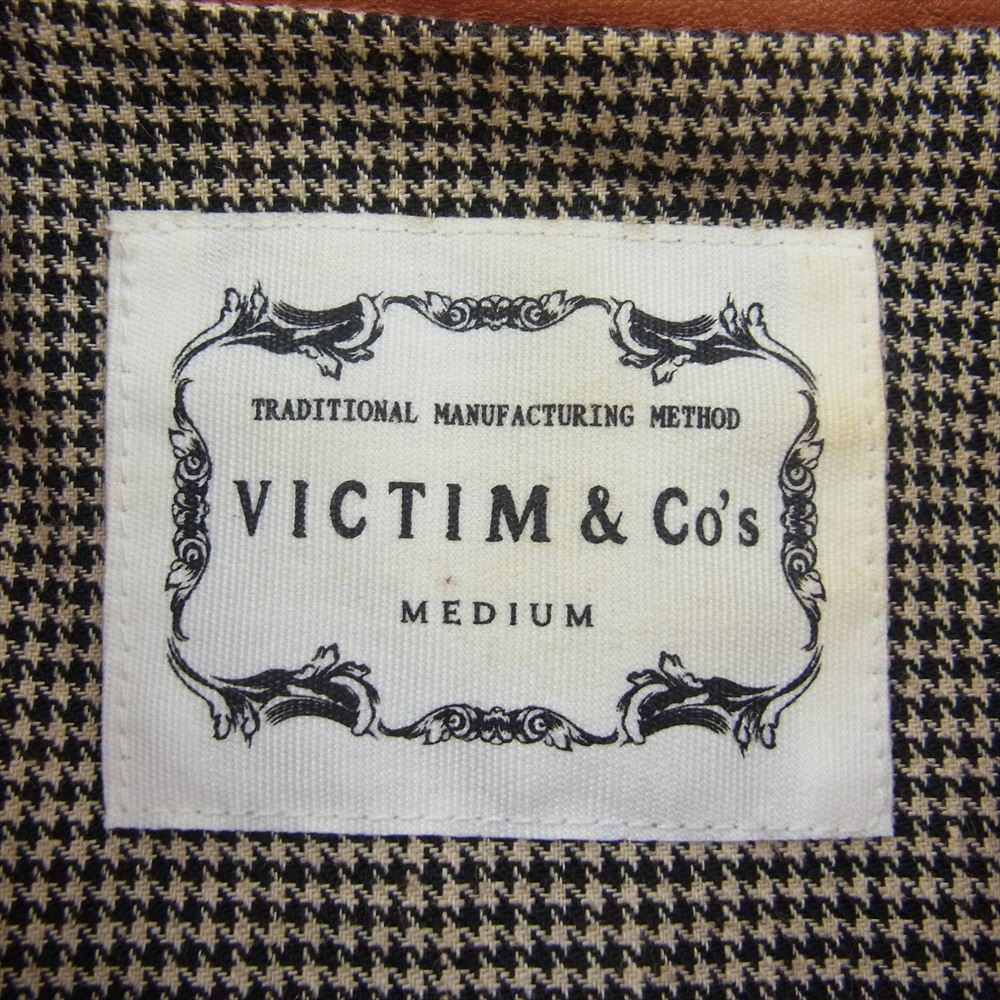 TRADITIONAL MANUFACTURING METHOD
VICTIM & Co's
MEDIUM